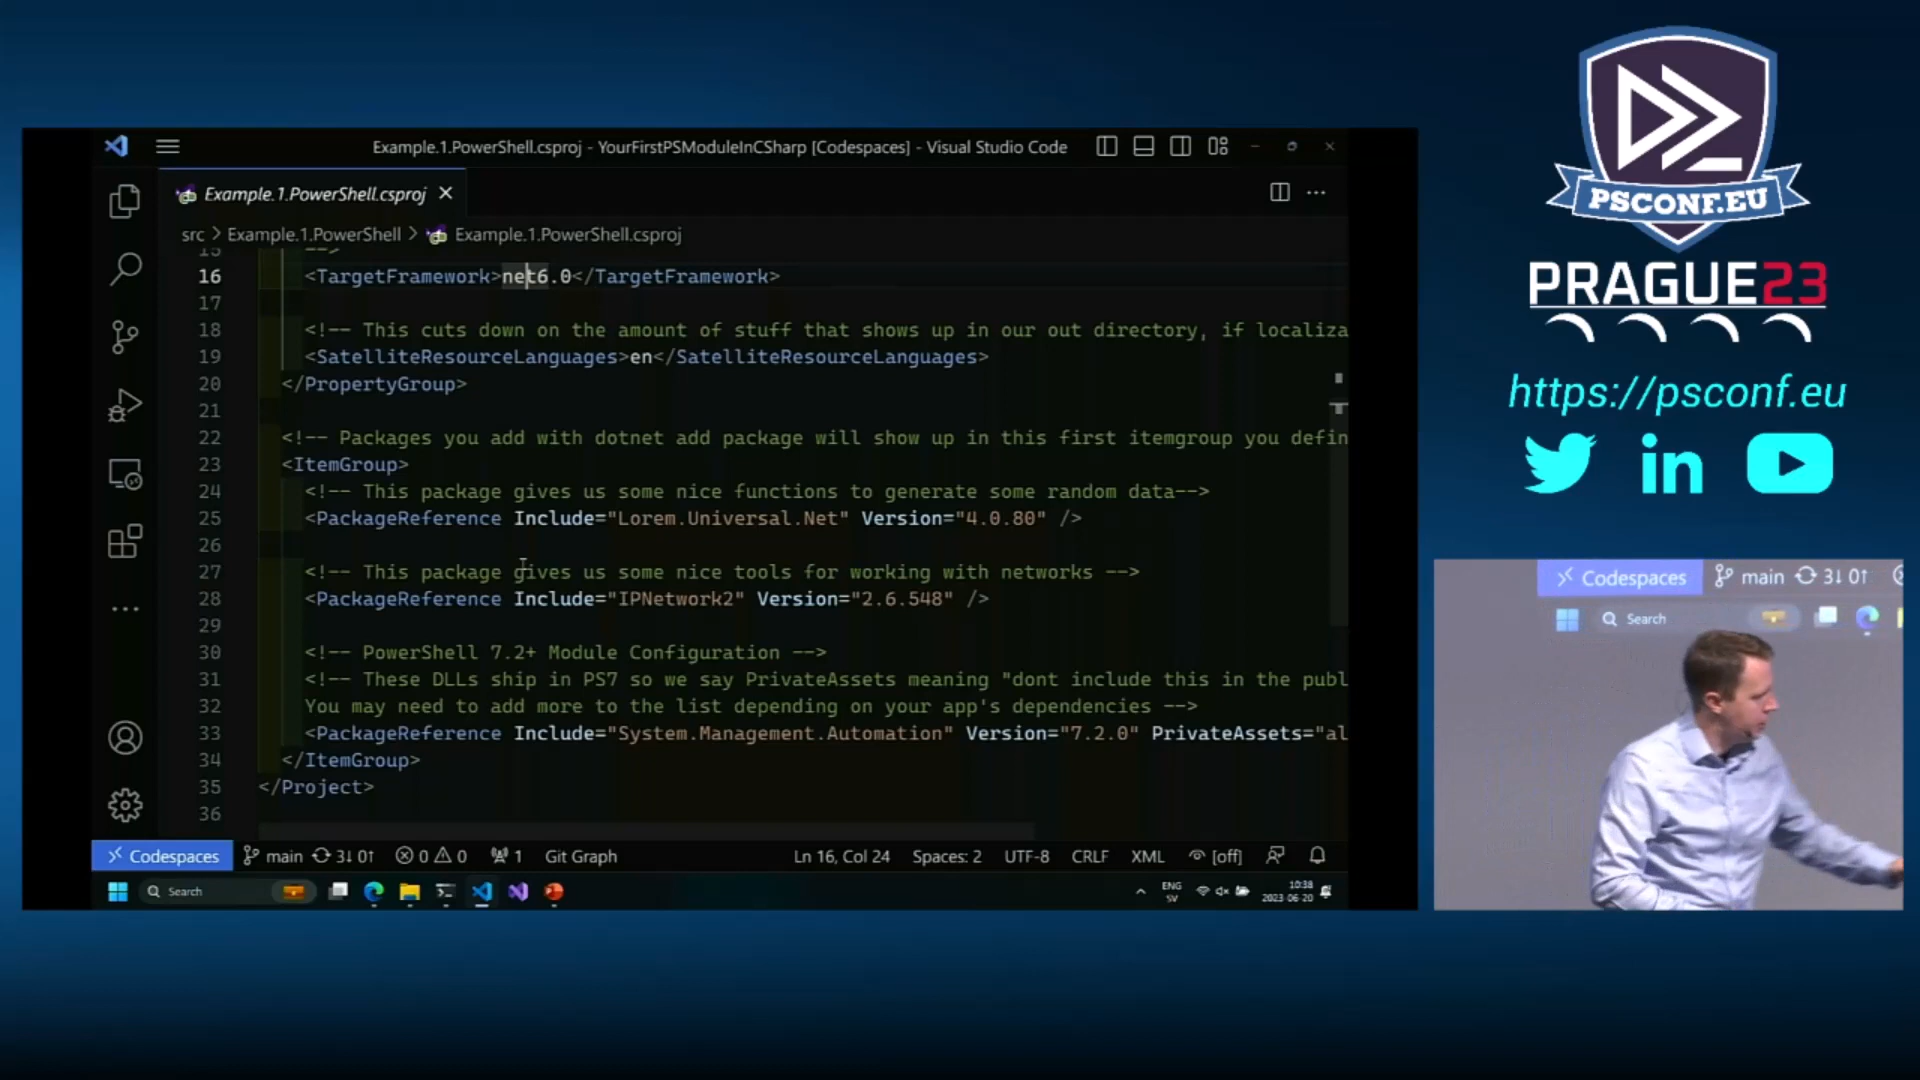 Example.1.PowerShell.csproj - YourFirstPSModuleInCSharp [Codespaces] - Visual Studio Code
Example.1.PowerShell.csproj
src > Example.1.PowerShell > Example.1.PowerShell.csproj
15 -->
16 <TargetFramework>net6.0</TargetFramework>
17
18 <!-- This cuts down on the amount of stuff that shows up in our out directory, if localiza
19 <SatelliteResourceLanguages>en</SatelliteResourceLanguages>
20 </PropertyGroup>
21
22 <!-- Packages you add with dotnet add package will show up in this first itemgroup you defin
23 <ItemGroup>
24 <!-- This package gives us some nice functions to generate some random data-->
25 <PackageReference Include="Lorem.Universal.Net" Version="4.0.80" />
26
27 <!-- This package gives us some nice tools for working with networks -->
28 <PackageReference Include="IPNetwork2" Version="2.6.548" />
29
30 <!-- PowerShell 7.2+ Module Configuration -->
31 <!-- These DLLs ship in PS7 so we say PrivateAssets meaning "dont include this in the publ
32 You may need to add more to the list depending on your app's dependencies -->
33 <PackageReference Include="System.Management.Automation" Version="7.2.0" PrivateAssets="al
34 </ItemGroup>
35 </Project>
36
Codespaces main 3↓ 0↑ 0 0 1 Git Graph Ln 16, Col 24 Spaces: 2 UTF-8 CRLF XML [off]
Search ENG SV 10:38 2023-06-20
PSCONF.EU
PRAGUE23
https://psconf.eu
in
Codespaces main 3↓ 0↑
Search